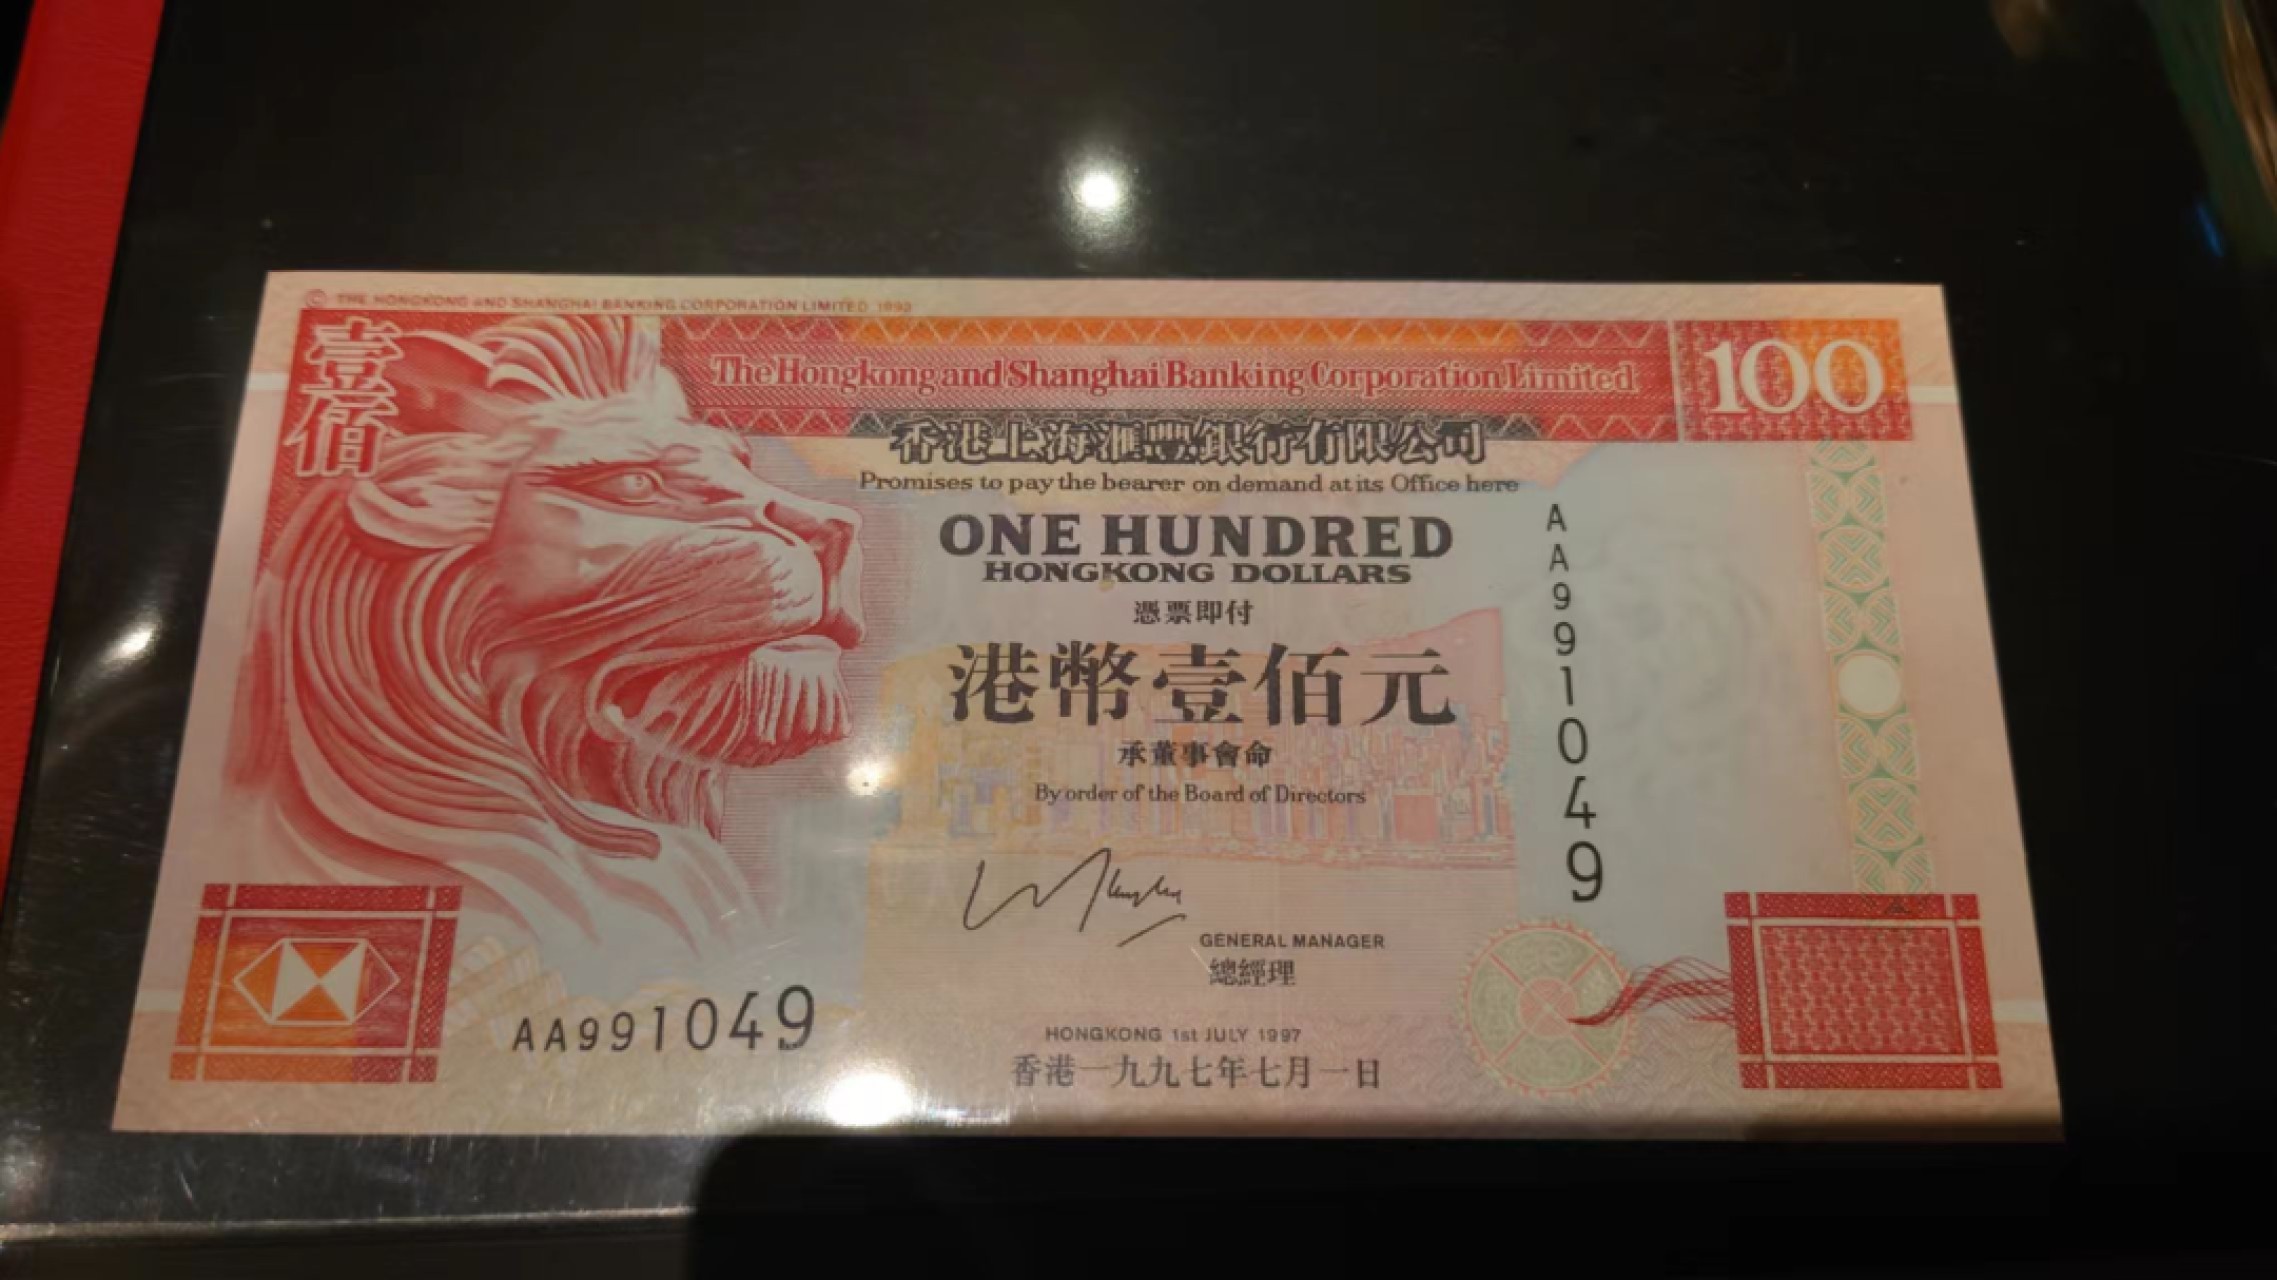 © THE HONGKONG AND SHANGHAI BANKING CORPORATION LIMITED 1993
壹佰
The Hongkong and Shanghai Banking Corporation Limited
100
香港上海滙豐銀行有限公司
Promises to pay the bearer on demand at its Office here
ONE HUNDRED
HONGKONG DOLLARS
憑票即付
港幣壹佰元
承董事會命
By order of the Board of Directors
AA991049
GENERAL MANAGER
總經理
AA991049
HONGKONG 1st JULY 1997
香港一九九七年七月一日